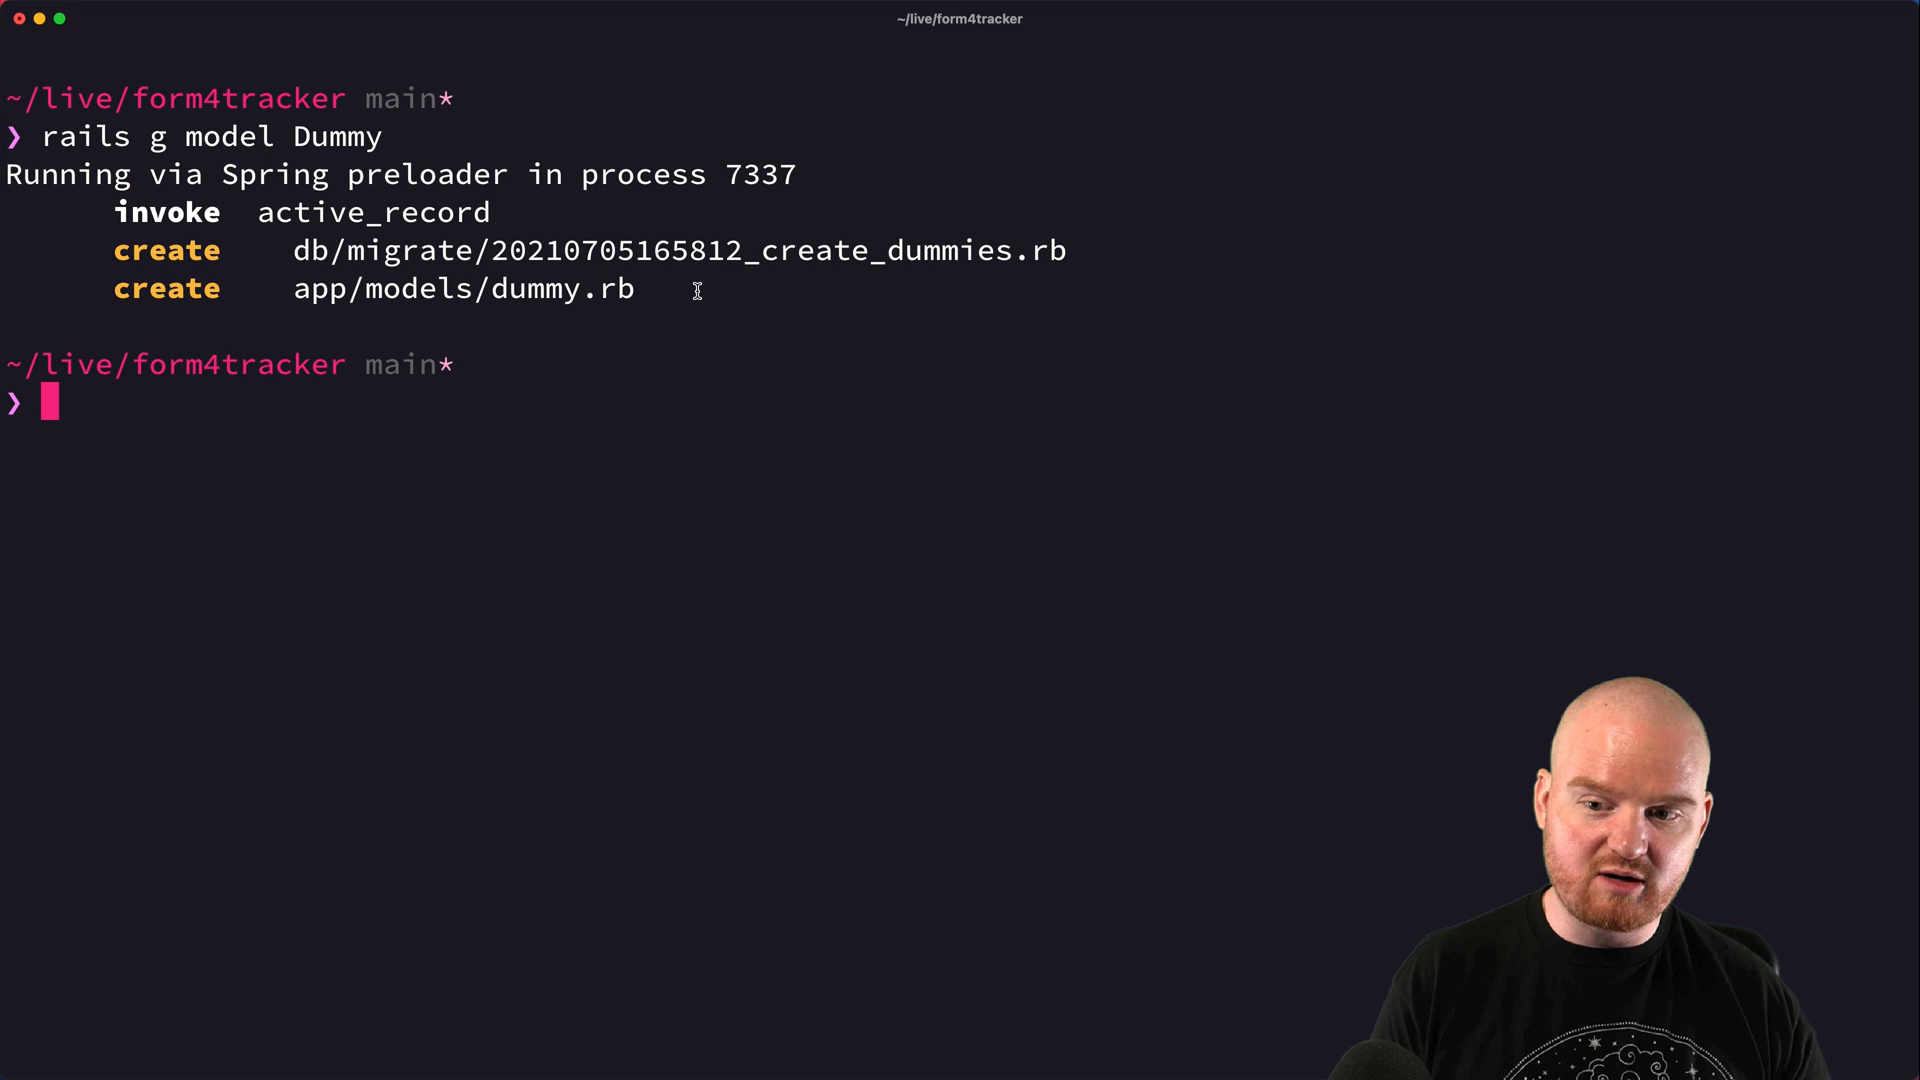 ~/live/form4tracker
~/live/form4tracker main*
❯ rails g model Dummy
Running via Spring preloader in process 7337
invoke active_record
create db/migrate/20210705165812_create_dummies.rb
create app/models/dummy.rb
~/live/form4tracker main*
❯